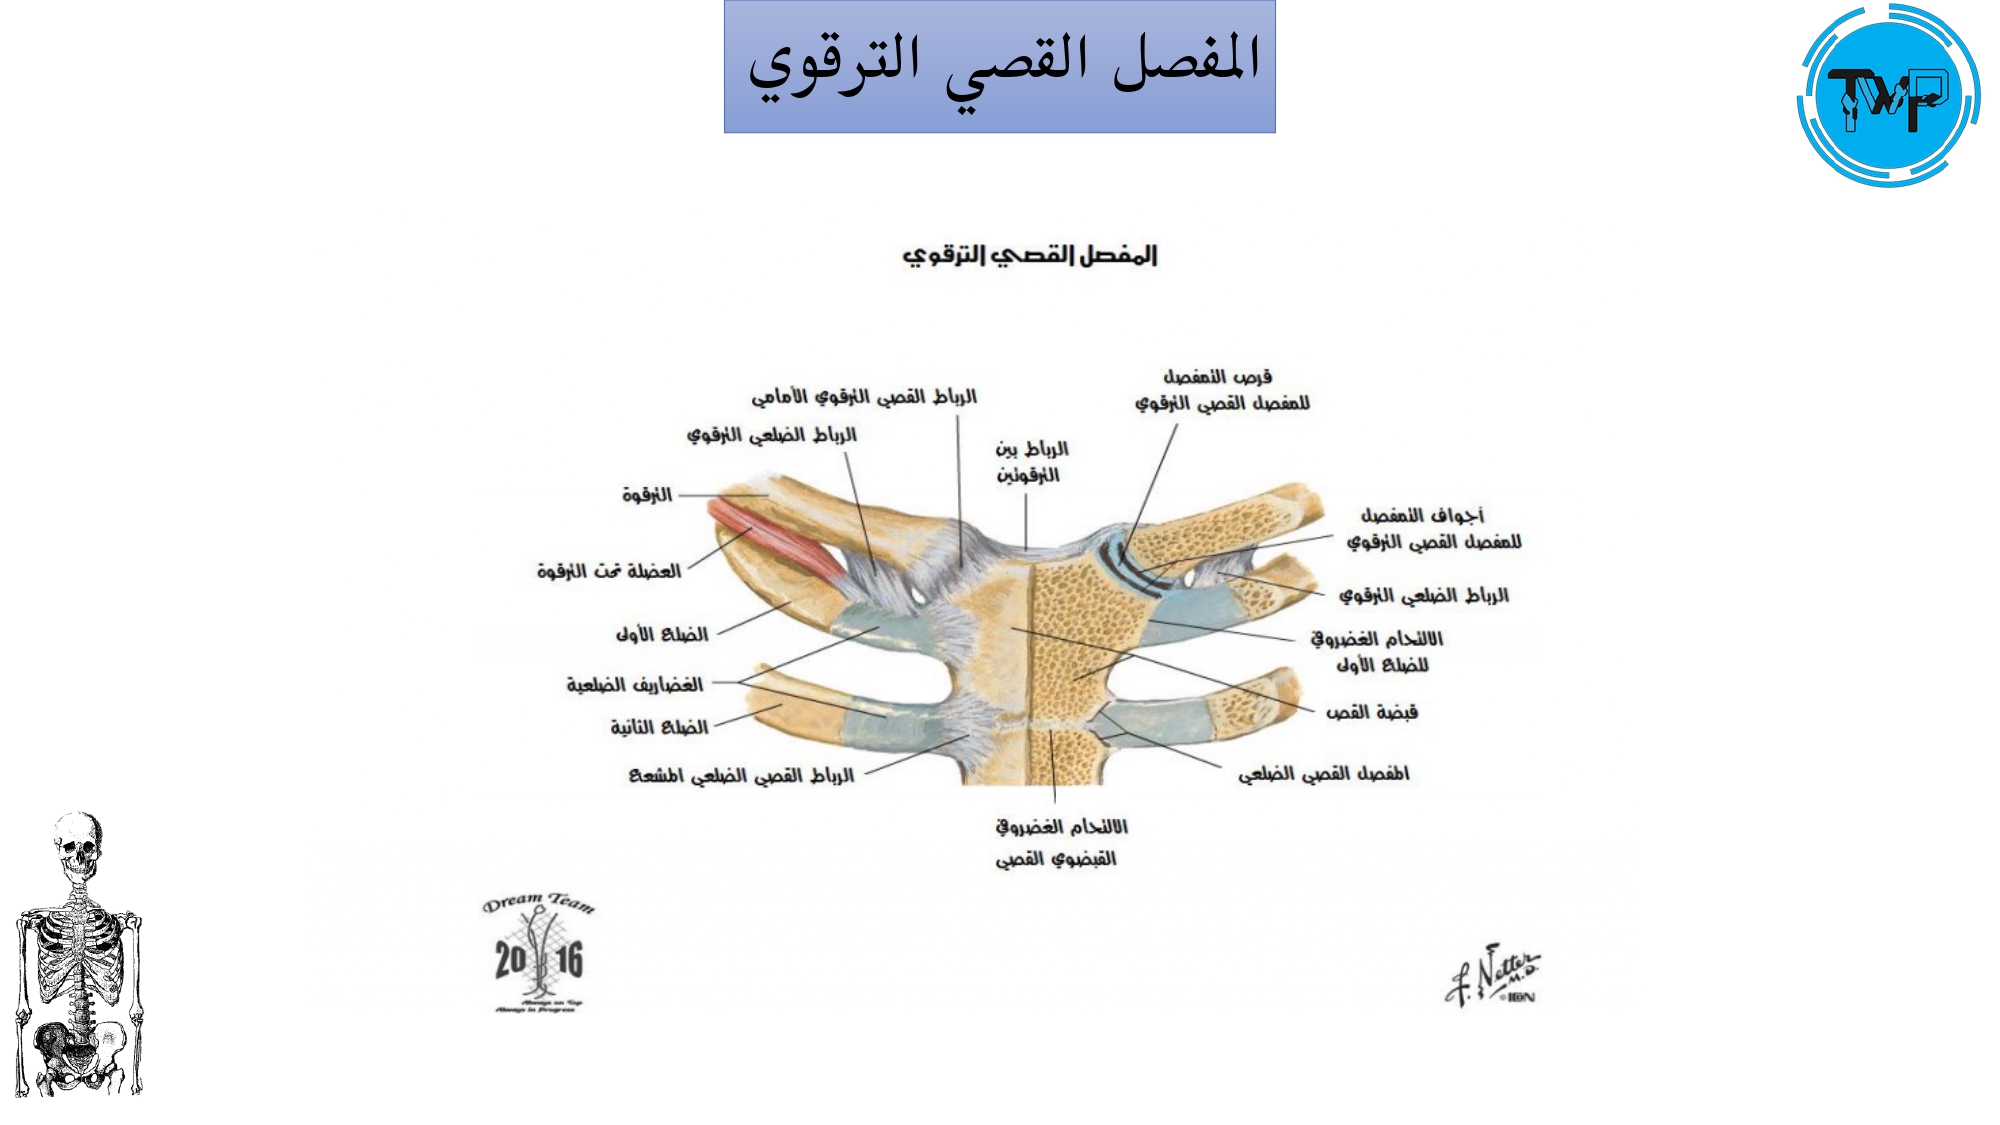 المفصل القصي الترقوي
TWP
المفصل القصي الترقوي
قرص التمفصل
للمفصل القصي الترقوي
الرباط القصي الترقوي الأمامي
الرباط الضلعي الترقوي
الرباط بين
الترقوتين
الترقوة
أجواف التمفصل
للمفصل القصي الترقوي
العضلة تحت الترقوة
الرباط الضلعي الترقوي
الضلع الأولى
الالتحام الغضروفي
للضلع الأولى
الغضاريف الضلعية
قبضة القص
الضلع الثانية
الرباط القصي الضلعي المشعع
المفصل القصي الضلعي
الالتحام الغضروفي
القبضوي القصي
Dream Team
2016
Always on Top
Always in Progress
F. Netter
M.D.
© ICON